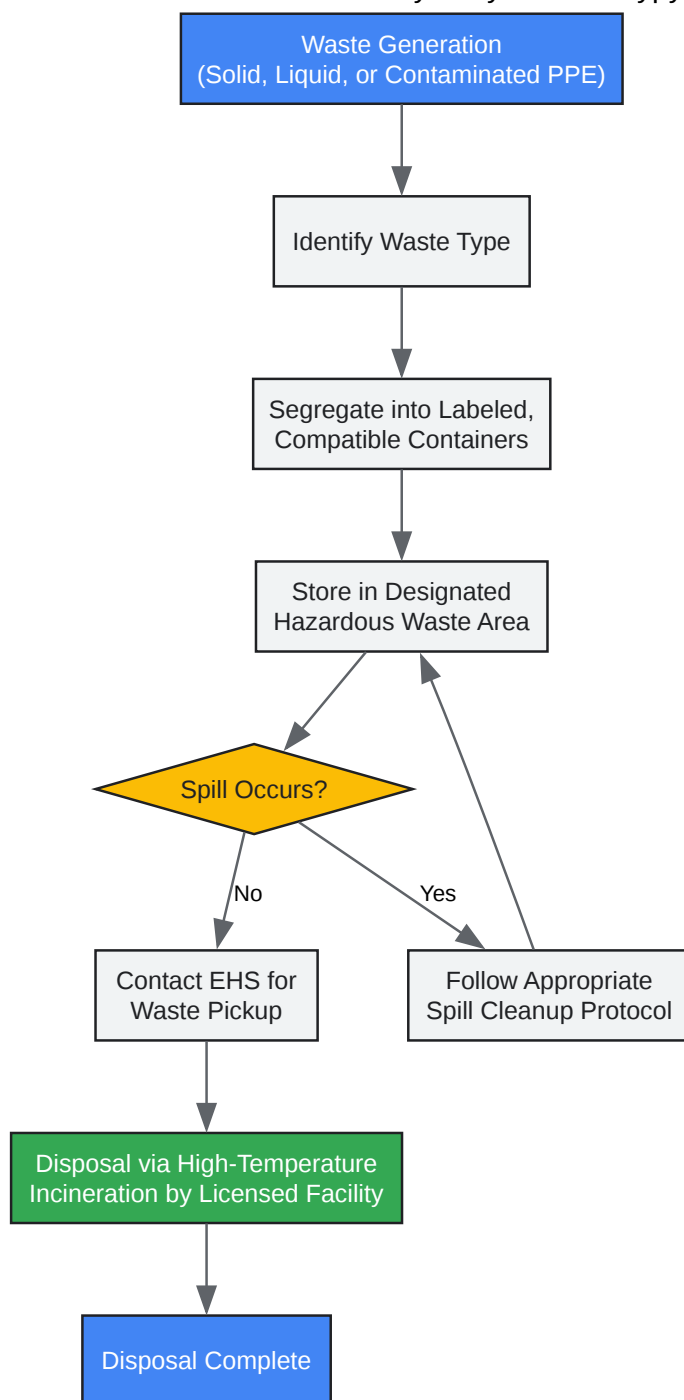 Waste Generation
(Solid, Liquid, or Contaminated PPE)
Identify Waste Type
Segregate into Labeled,
Compatible Containers
Store in Designated
Hazardous Waste Area
Spill Occurs?
No
Yes
Contact EHS for
Waste Pickup
Follow Appropriate
Spill Cleanup Protocol
Disposal via High-Temperature
Incineration by Licensed Facility
Disposal Complete